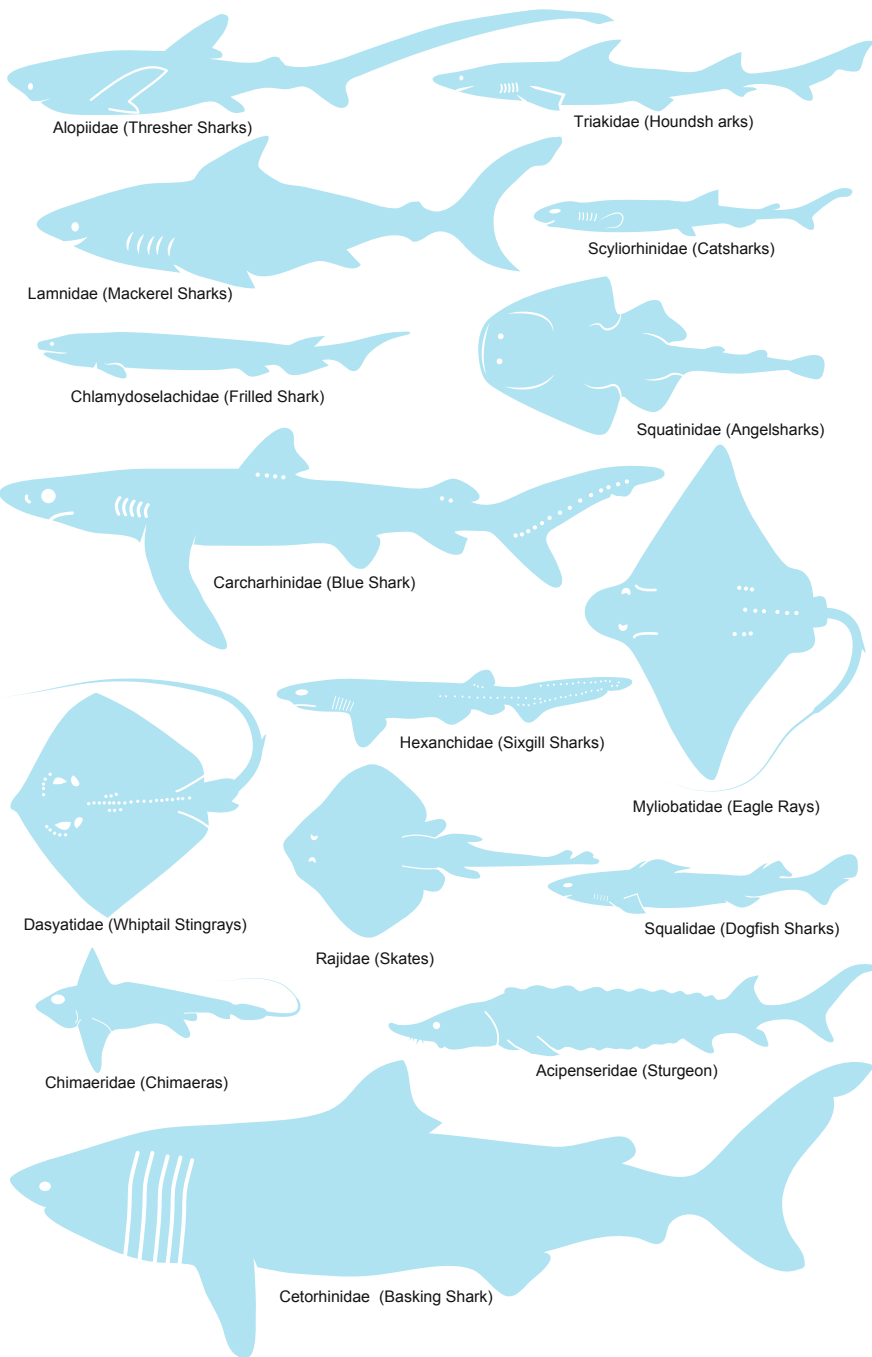 Alopiidae (Thresher Sharks)
Triakidae (Houndsh arks)
Scyliorhinidae (Catsharks)
Lamnidae (Mackerel Sharks)
Chlamydoselachidae (Frilled Shark)
Squatinidae (Angelsharks)
Carcharhinidae (Blue Shark)
Hexanchidae (Sixgill Sharks)
Myliobatidae (Eagle Rays)
Dasyatidae (Whiptail Stingrays)
Squalidae (Dogfish Sharks)
Rajidae (Skates)
Acipenseridae (Sturgeon)
Chimaeridae (Chimaeras)
Cetorhinidae  (Basking Shark)